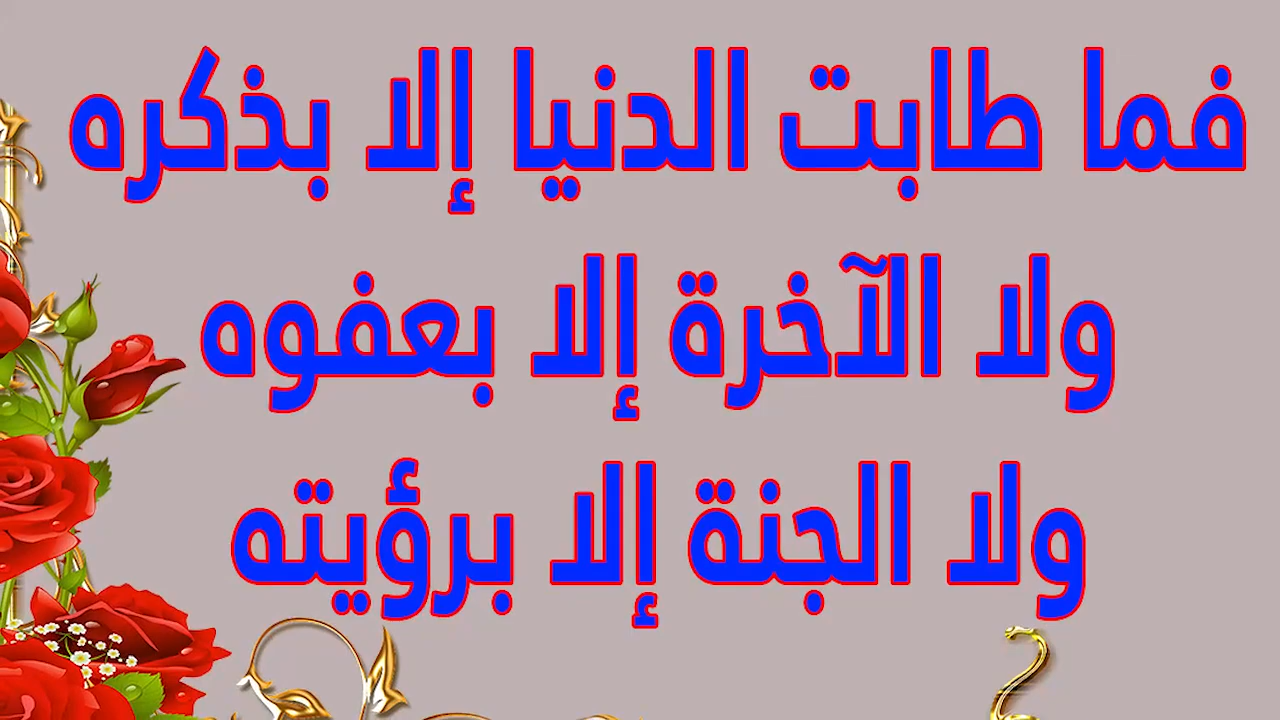 فما طابت الدنيا إلا بذكره
ولا الآخرة إلا بعفوه
ولا الجنة إلا برؤيته